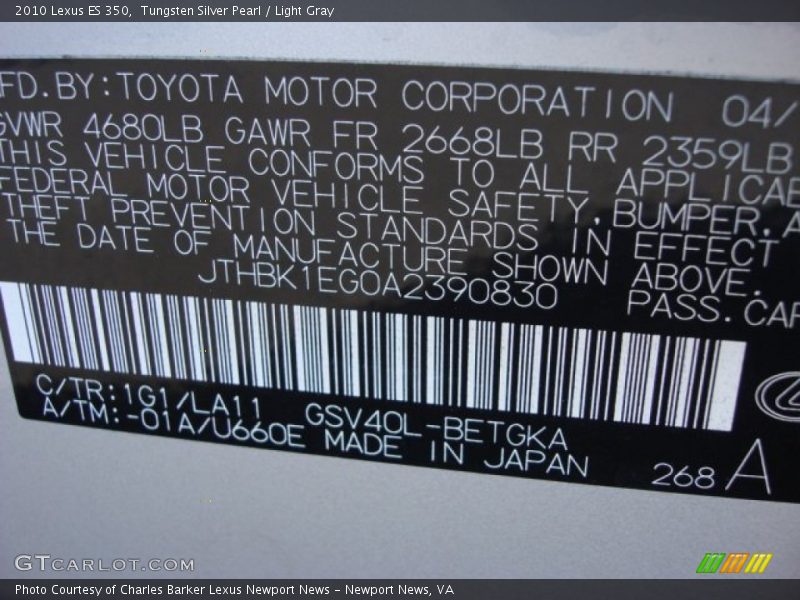 2010 Lexus ES 350, Tungsten Silver Pearl / Light Gray
FD.BY:TOYOTA MOTOR CORPORATION 04/
GVWR 4680LB GAWR FR 2668LB RR 2359LB
THIS VEHICLE CONFORMS TO ALL APPLICAB
FEDERAL MOTOR VEHICLE SAFETY, BUMPER, A
THEFT PREVENTION STANDARDS IN EFFECT
THE DATE OF MANUFACTURE SHOWN ABOVE.
JTHBK1EG0A2390830 PASS.CAR
C/TR:1G1/LA11 GSV40L-BETGKA
A/TM:-01A/U660E MADE IN JAPAN
268 A
GTCARLOT.COM
Photo Courtesy of Charles Barker Lexus Newport News - Newport News, VA